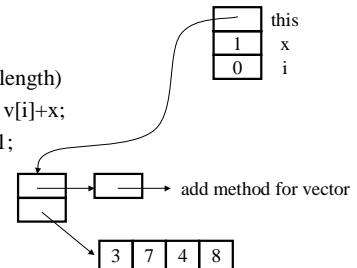 this
1 x
length)
0 i
v[i]+x;
1;
add method for vector
3 7 4 8